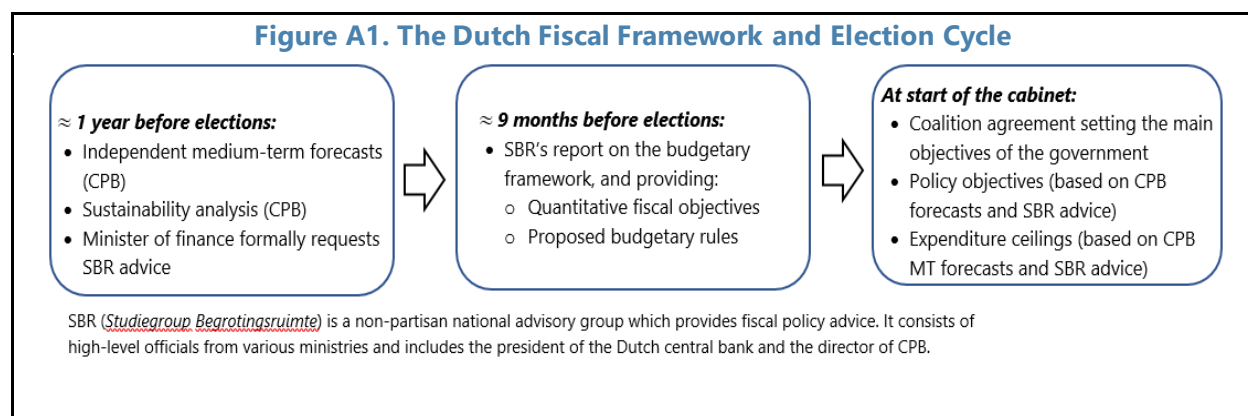 Figure A1. The Dutch Fiscal Framework and Election Cycle
≈ 1 year before elections:
• Independent medium-term forecasts
(CPB)
• Sustainability analysis (CPB)
• Minister of finance formally requests
SBR advice
≈ 9 months before elections:
• SBR's report on the budgetary
framework, and providing:
o Quantitative fiscal objectives
o Proposed budgetary rules
At start of the cabinet:
• Coalition agreement setting the main
objectives of the government
• Policy objectives (based on CPB
forecasts and SBR advice)
• Expenditure ceilings (based on CPB
MT forecasts and SBR advice)
SBR (Studiegroup Begrotingsruimte) is a non-partisan national advisory group which provides fiscal policy advice. It consists of
high-level officials from various ministries and includes the president of the Dutch central bank and the director of CPB.